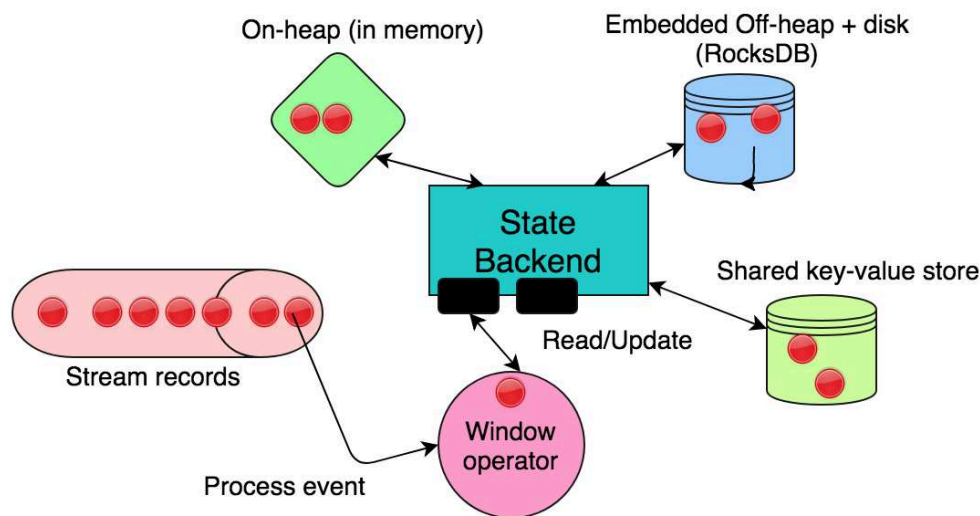 On-heap (in memory)
Embedded Off-heap + disk
(RocksDB)
State
Backend
Shared key-value store
Read/Update
Stream records
Window
operator
Process event